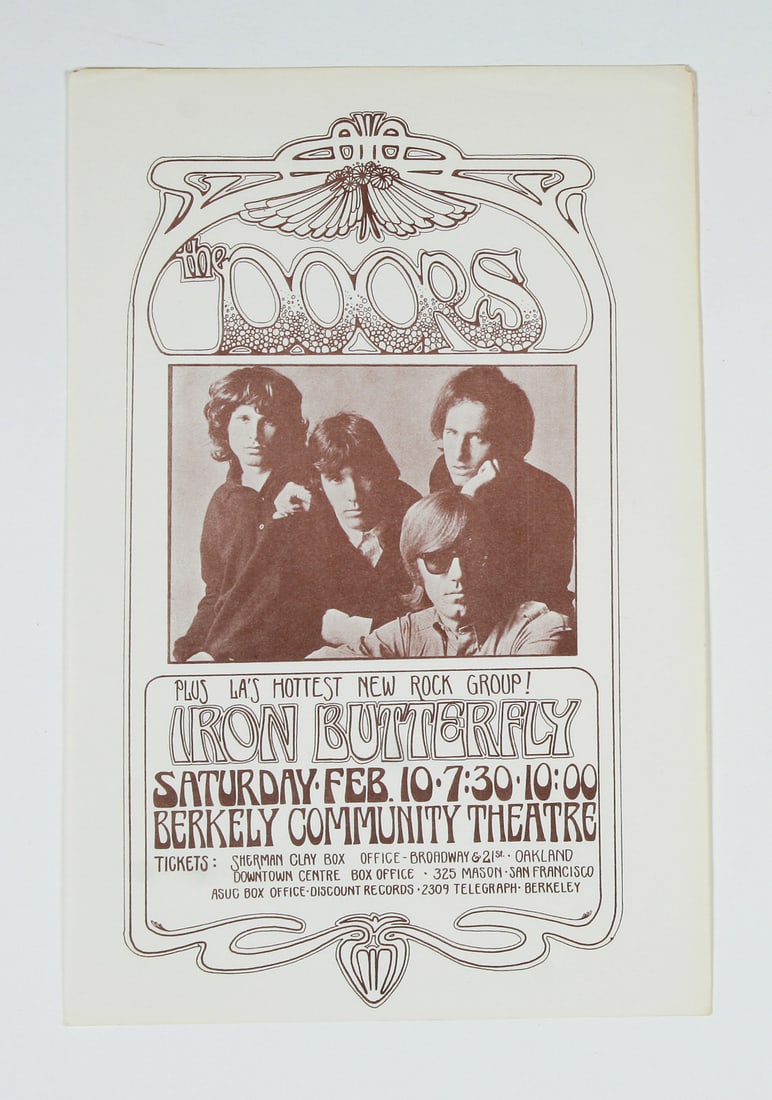 the DOORS
PLUS LA'S HOTTEST NEW ROCK GROUP!
IRON BUTTERFLY
SATURDAY·FEB. 10·7:30·10:00
BERKELY COMMUNITY THEATRE
TICKETS: SHERMAN CLAY BOX OFFICE-BROADWAY & 21ST.· OAKLAND
DOWNTOWN CENTRE BOX OFFICE · 325 MASON·SAN FRANCISCO
ASUC BOX OFFICE·DISCOUNT RECORDS·2309 TELEGRAPH·BERKELEY